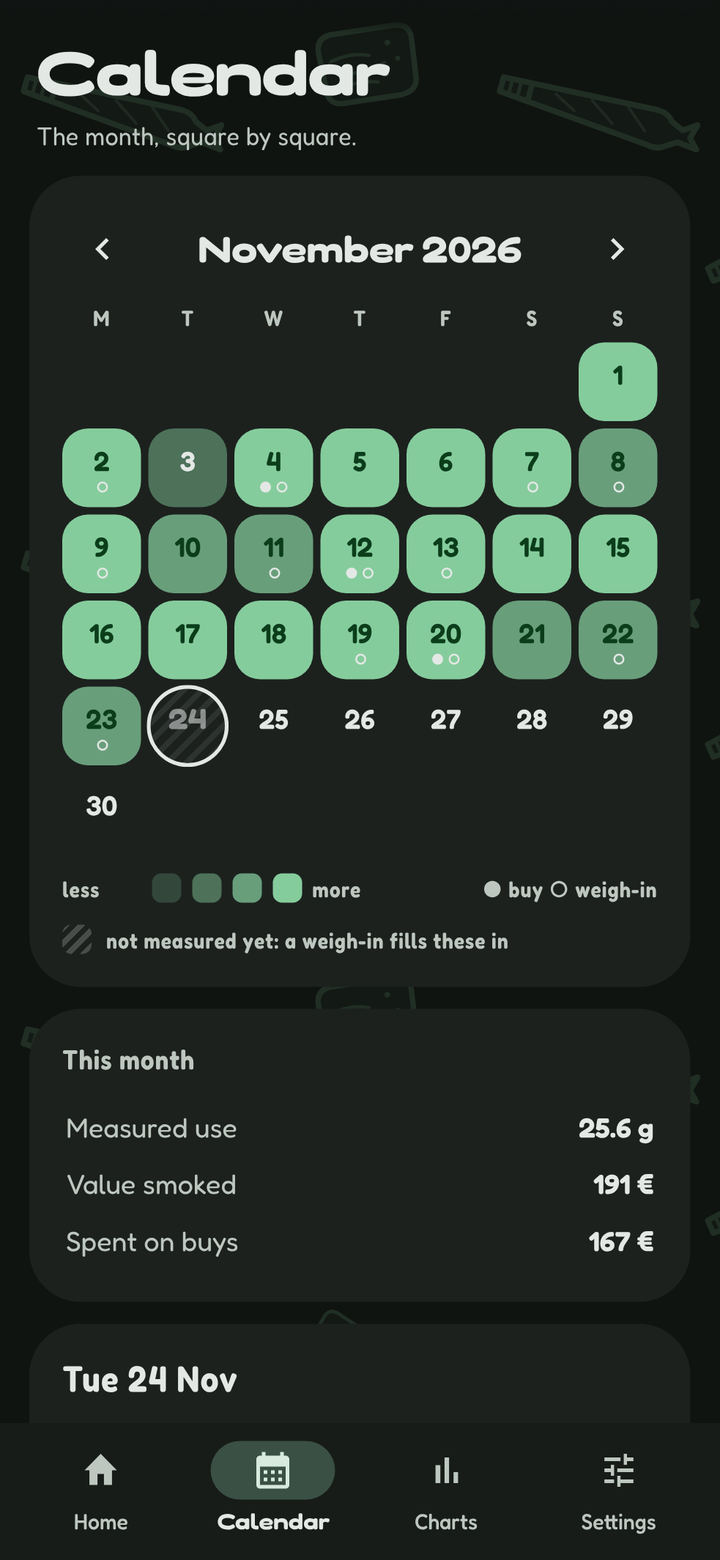 Calendar
The month, square by square.
November 2026
M T W T F S S
1
2 3 4 5 6 7 8
9 10 11 12 13 14 15
16 17 18 19 20 21 22
23 24 25 26 27 28 29
30
less more buy weigh-in
not measured yet: a weigh-in fills these in
This month
Measured use 25.6 g
Value smoked 191 €
Spent on buys 167 €
Tue 24 Nov
Home Calendar Charts Settings